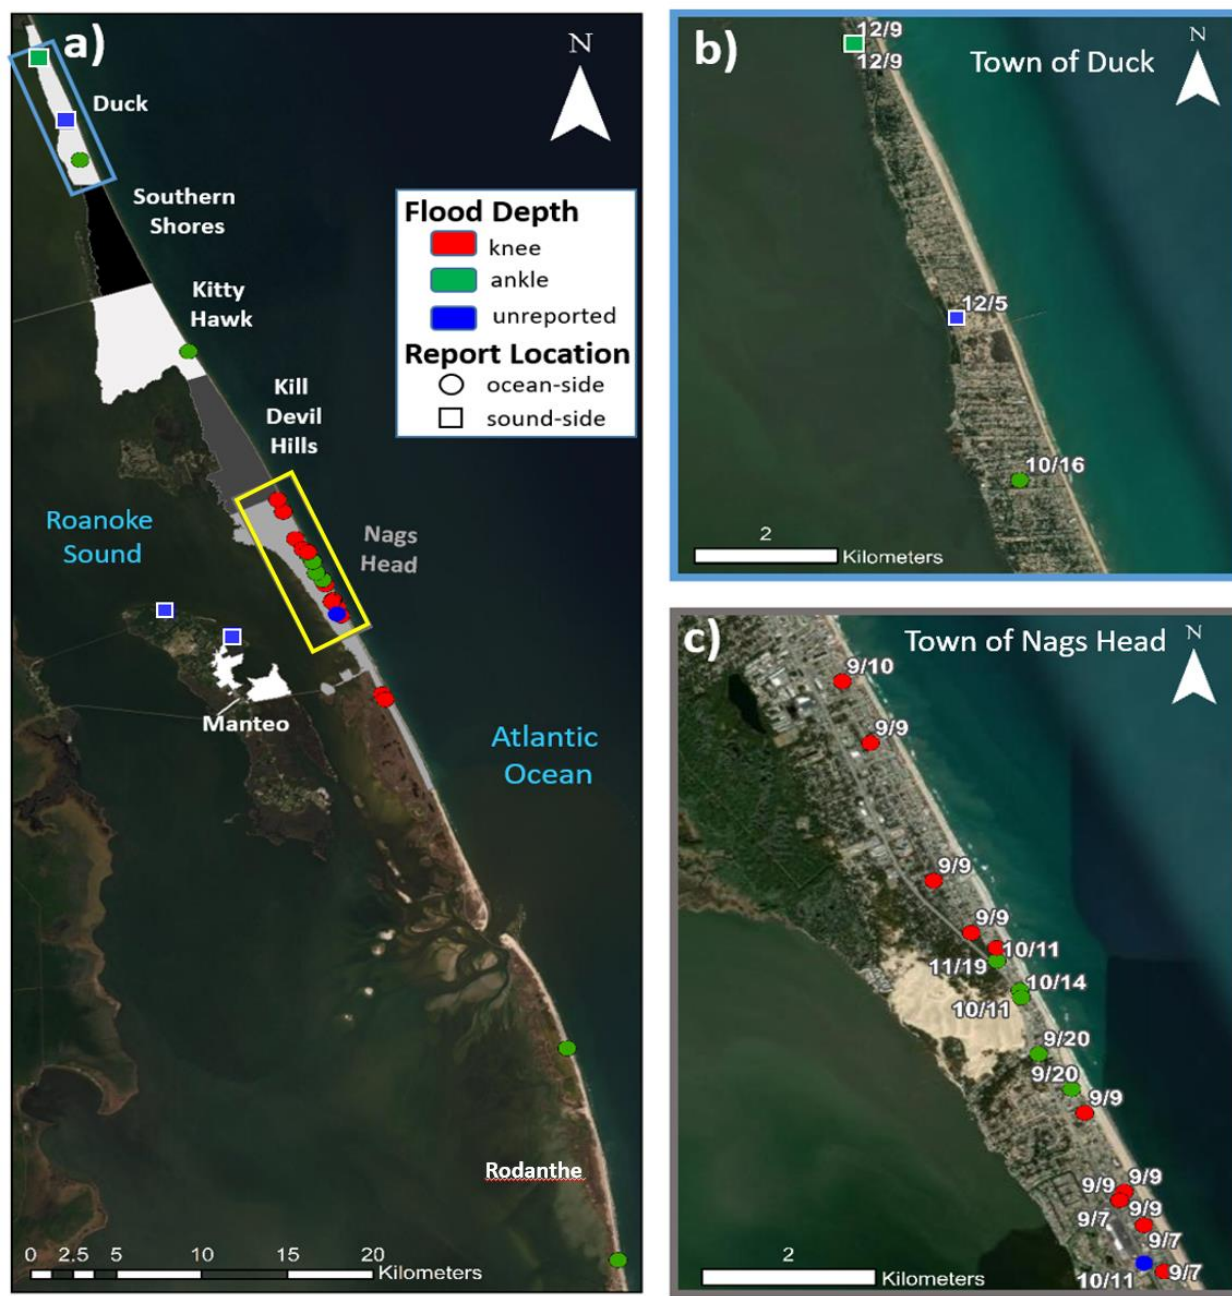 a)
N
Duck
Southern
Shores
Kitty
Hawk
Kill
Devil
Hills
Nags
Head
Roanoke
Sound
Manteo
Atlantic
Ocean
Rodanthe
0 2.5 5 10 15 20
Kilometers
Flood Depth
knee
ankle
unreported
Report Location
ocean-side
sound-side
b)
Town of Duck
N
12/9
12/9
12/5
10/16
2
Kilometers
c)
Town of Nags Head
N
9/10
9/9
9/9
9/9
10/11
11/19
10/14
10/11
9/20
9/20
9/9
9/9
9/9
9/9
9/7
9/7
9/7
10/11
2
Kilometers